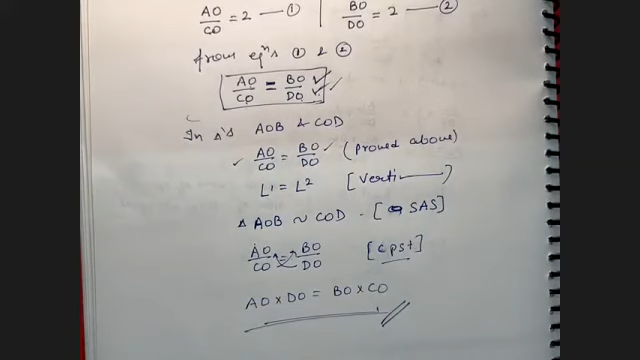 AO/CO = 2 — ① | BO/DO = 2 — ②
from eqⁿs ① & ②
AO/CO = BO/DO
In Δ's AOB & COD
AO/CO = BO/DO (proved above)
∠1 = ∠2 [verti—]
Δ AOB ~ COD - [SAS]
AO/CO = BO/DO [cpst]
AO × DO = BO × CO